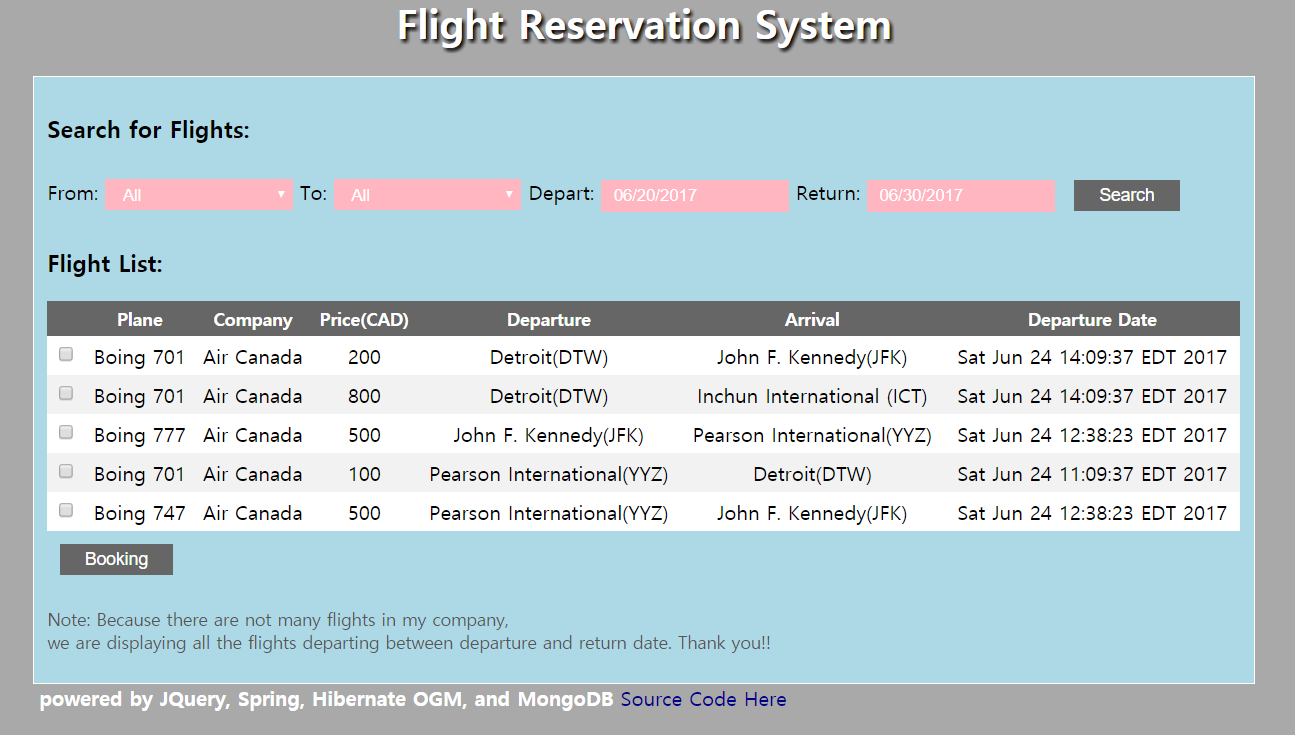 Flight Reservation System
Search for Flights:
From: All To: All Depart: 06/20/2017 Return: 06/30/2017 Search
Flight List:
Plane Company Price(CAD) Departure Arrival Departure Date
Boing 701 Air Canada 200 Detroit(DTW) John F. Kennedy(JFK) Sat Jun 24 14:09:37 EDT 2017
Boing 701 Air Canada 800 Detroit(DTW) Inchun International (ICT) Sat Jun 24 14:09:37 EDT 2017
Boing 777 Air Canada 500 John F. Kennedy(JFK) Pearson International(YYZ) Sat Jun 24 12:38:23 EDT 2017
Boing 701 Air Canada 100 Pearson International(YYZ) Detroit(DTW) Sat Jun 24 11:09:37 EDT 2017
Boing 747 Air Canada 500 Pearson International(YYZ) John F. Kennedy(JFK) Sat Jun 24 12:38:23 EDT 2017
Booking
Note: Because there are not many flights in my company,
we are displaying all the flights departing between departure and return date. Thank you!!
powered by JQuery, Spring, Hibernate OGM, and MongoDB Source Code Here